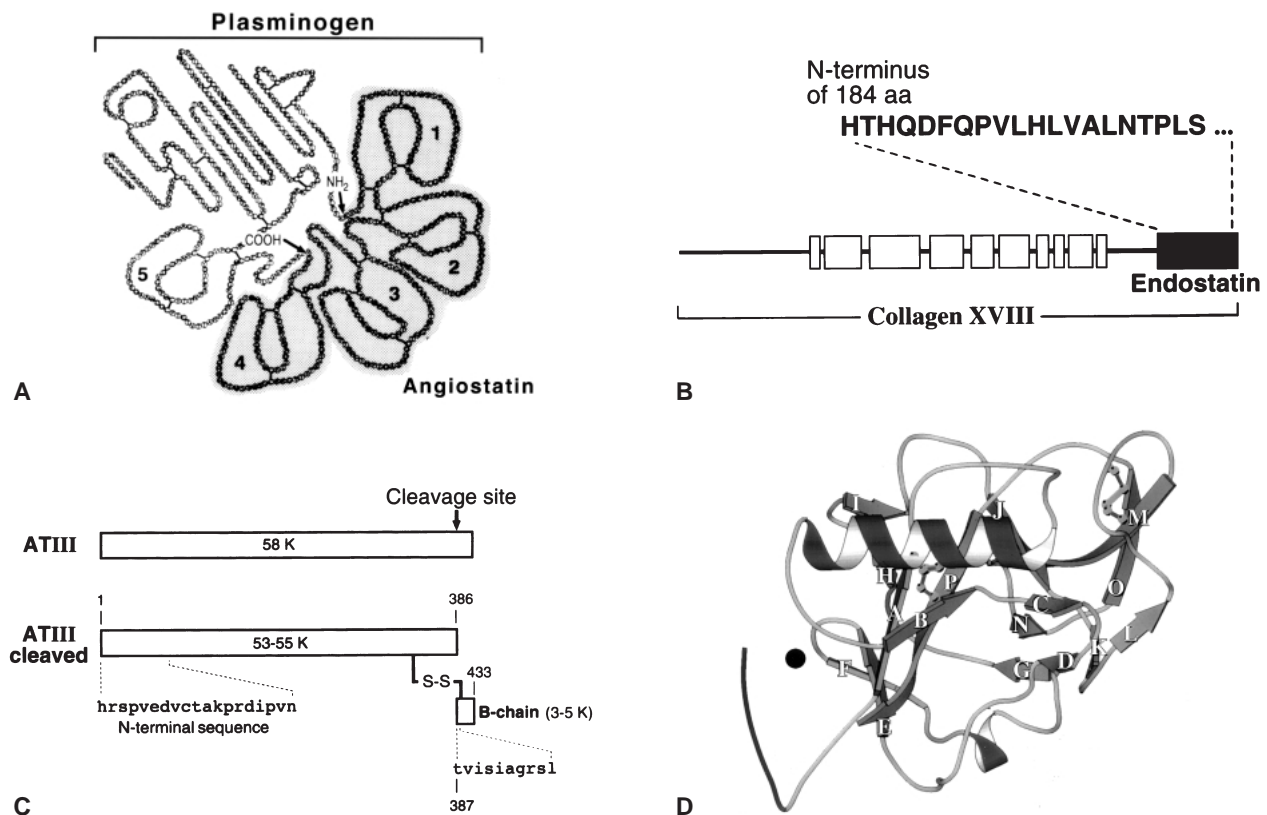 Plasminogen
NH2
COOH
1
2
3
4
5
Angiostatin
A
N-terminus
of 184 aa
HTHQDFQPVLHLVALNTPLS ...
Endostatin
Collagen XVIII
B
Cleavage site
ATIII
58 K
1
386
ATIII
cleaved
53-55 K
S-S
433
B-chain (3-5 K)
hrspvedvctakprdipvn
N-terminal sequence
tvisiagrsl
387
C
I
J
M
H
P
O
A
B
C
N
K
L
F
G
D
E
D